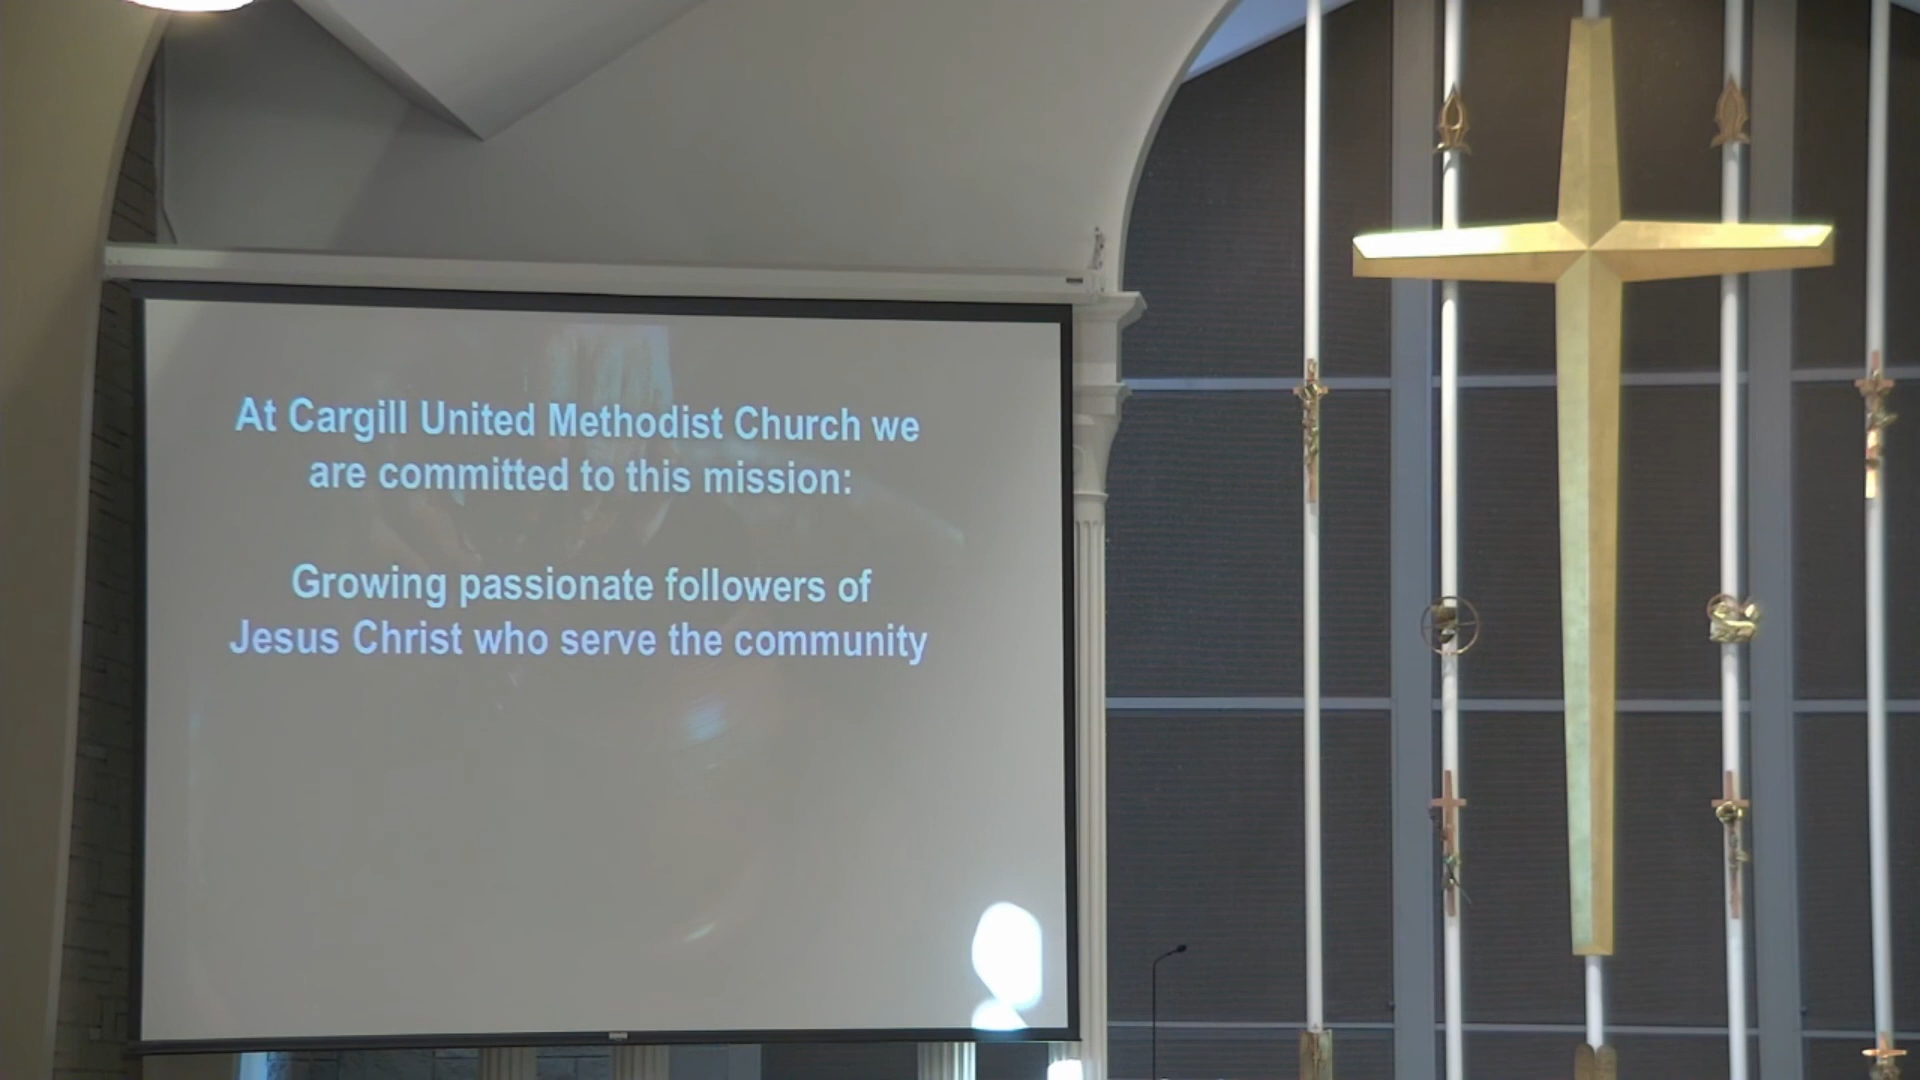 At Cargill United Methodist Church we
are committed to this mission:
Growing passionate followers of
Jesus Christ who serve the community